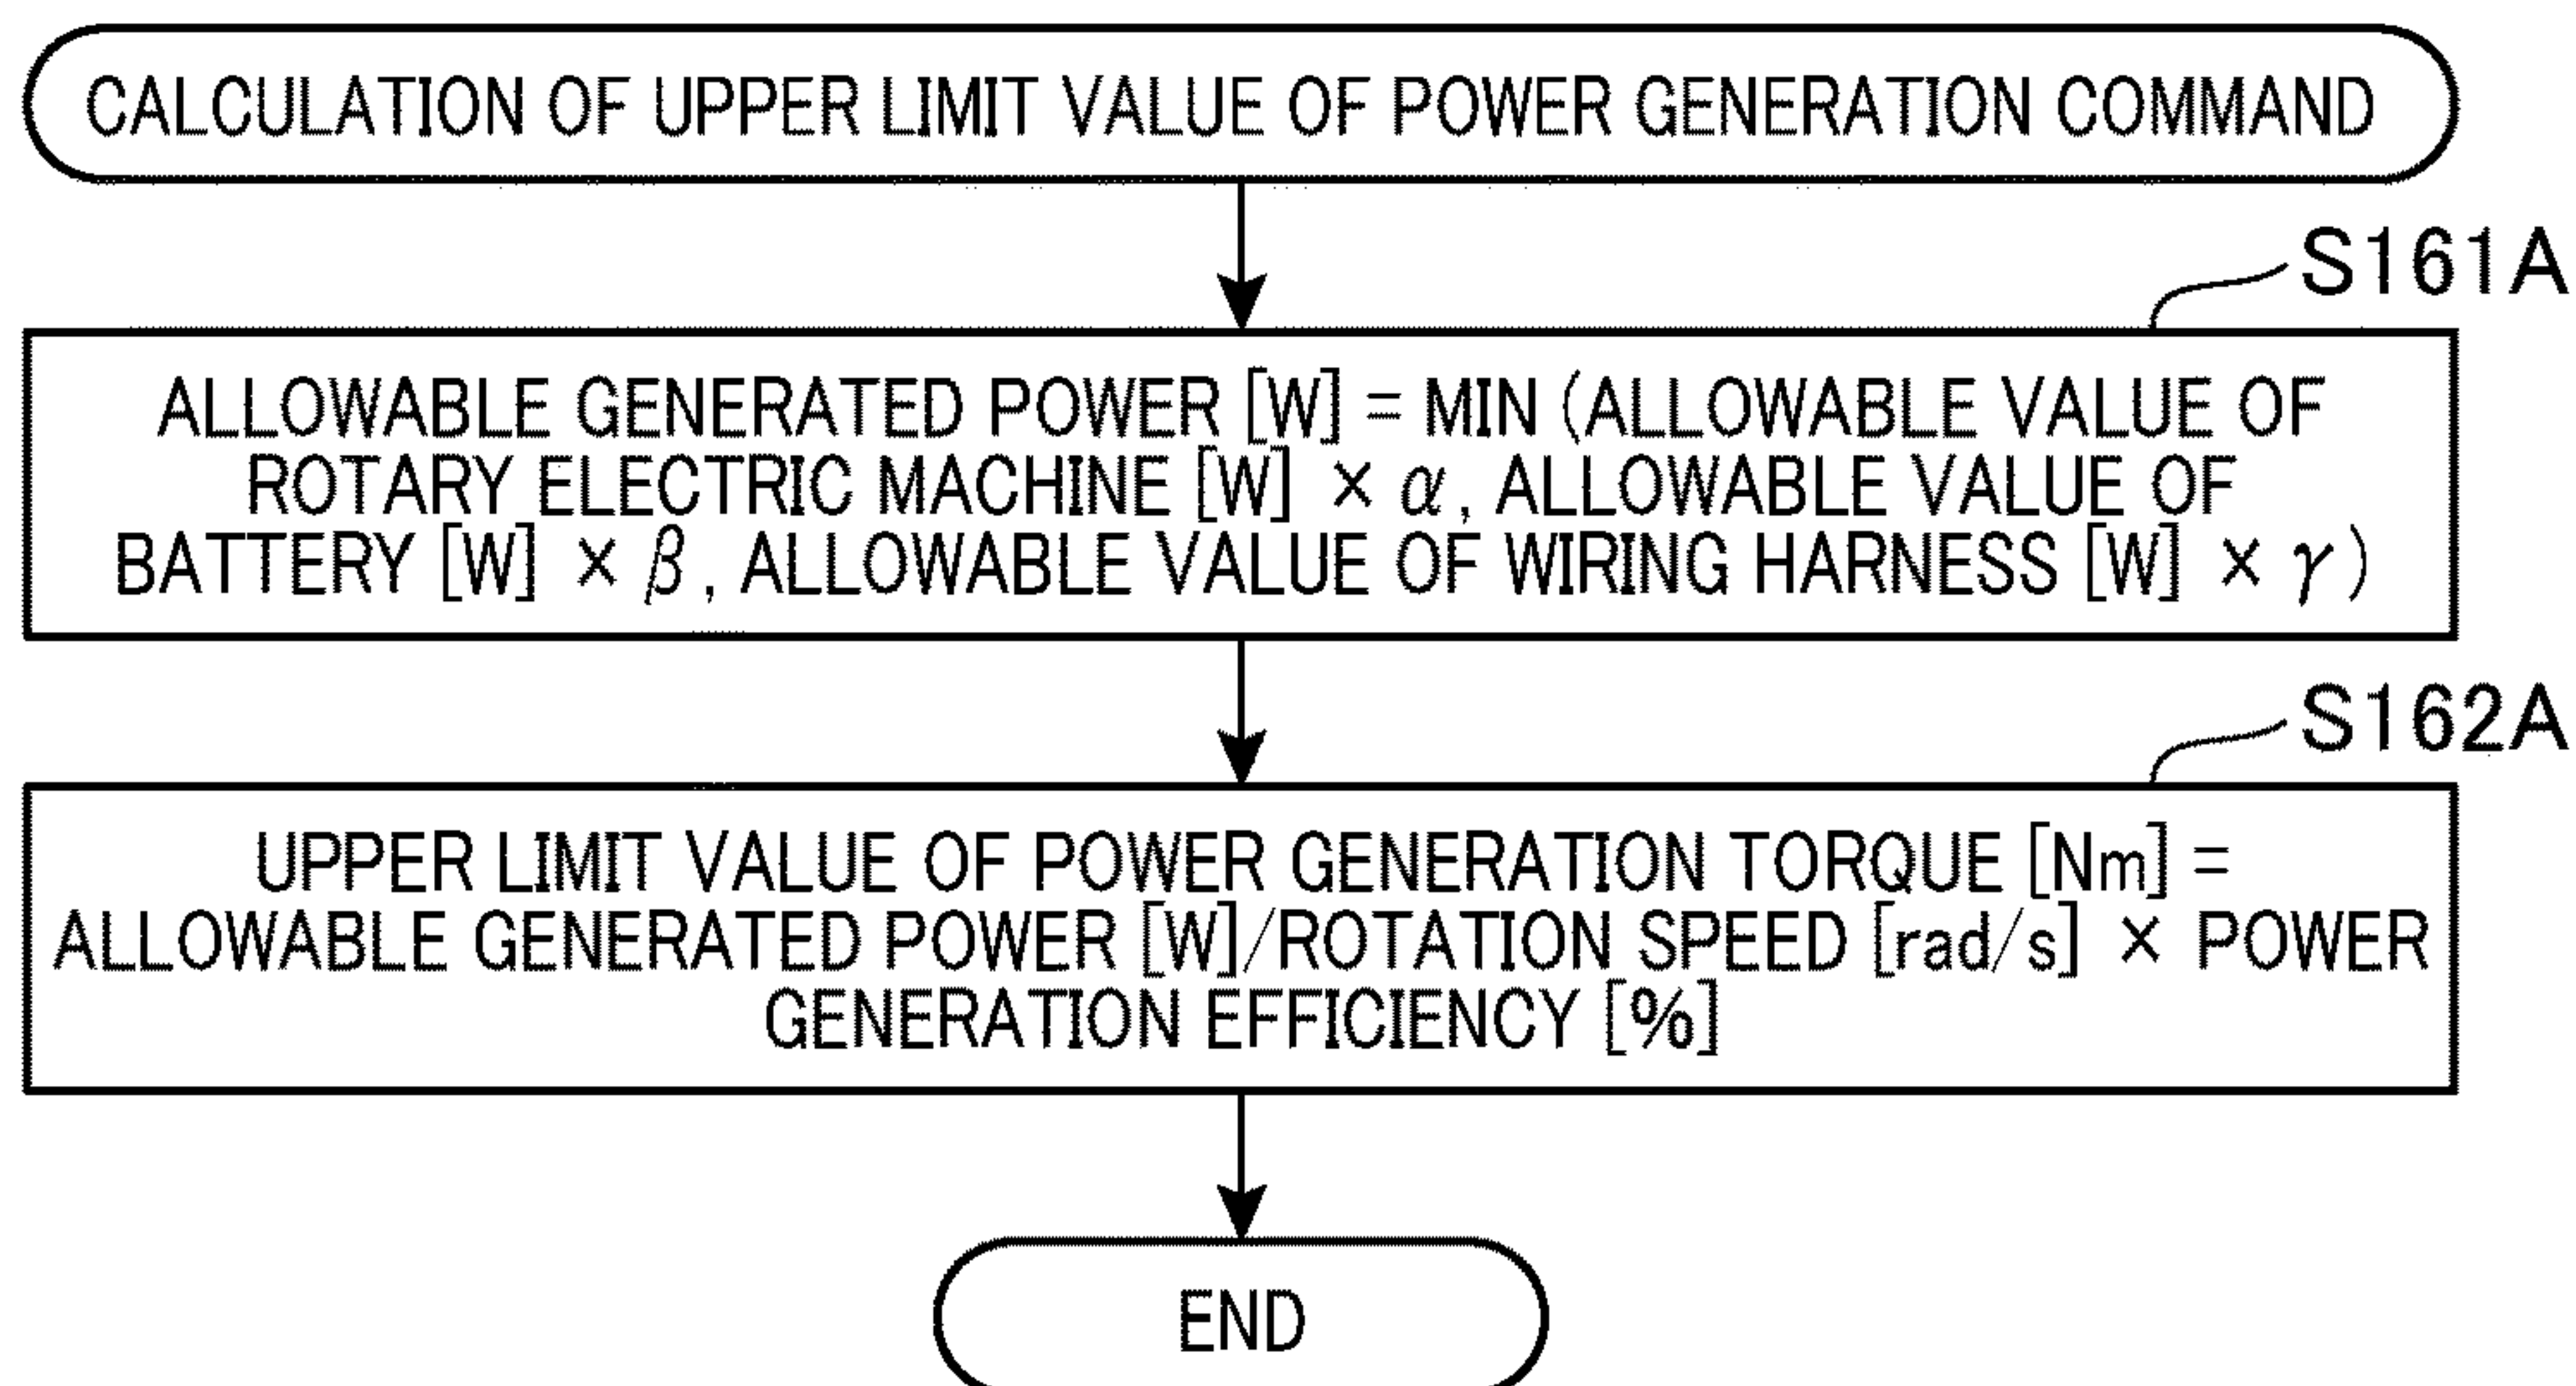 CALCULATION OF UPPER LIMIT VALUE OF POWER GENERATION COMMAND
S161A
ALLOWABLE GENERATED POWER [W] = MIN (ALLOWABLE VALUE OF
ROTARY ELECTRIC MACHINE [W] × α, ALLOWABLE VALUE OF
BATTERY [W] × β, ALLOWABLE VALUE OF WIRING HARNESS [W] × γ)
S162A
UPPER LIMIT VALUE OF POWER GENERATION TORQUE [Nm] =
ALLOWABLE GENERATED POWER [W]/ROTATION SPEED [rad/s] × POWER
GENERATION EFFICIENCY [%]
END